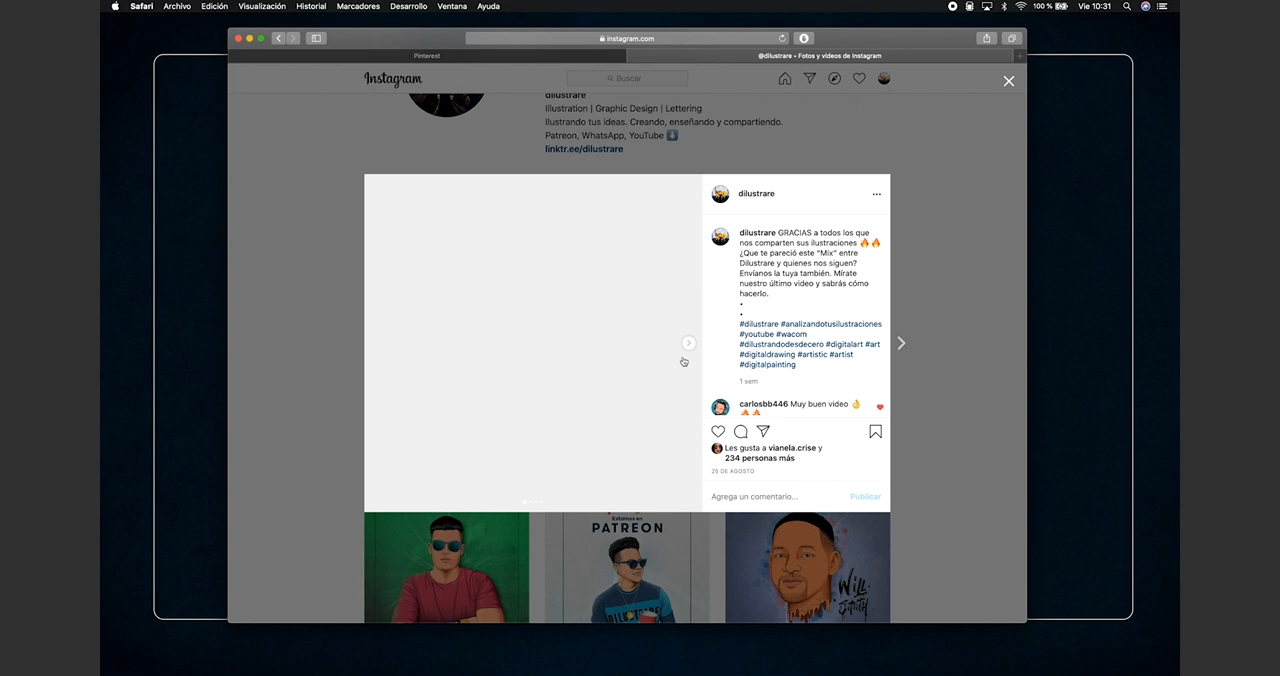 Safari Archivo Edición Visualización Historial Marcadores Desarrollo Ventana Ayuda 100 % Vie 10:31
instagram.com
Pinterest @dilustrare • Fotos y videos de Instagram
Instagram Buscar
dilustrare
Illustration | Graphic Design | Lettering
Ilustrando tus ideas. Creando, enseñando y compartiendo.
Patreon, WhatsApp, YouTube ⬇️
linktr.ee/dilustrare
dilustrare
dilustrare GRACIAS a todos los que
nos comparten sus ilustraciones 🔥🔥
¿Que te pareció este "Mix" entre
Dilustrare y quienes nos siguen?
Envíanos la tuya también. Mírate
nuestro último video y sabrás cómo
hacerlo.
•
•
#dilustrare #analizandotusilustraciones
#youtube #wacom
#dilustrandodesdecero #digitalart #art
#digitaldrawing #artistic #artist
#digitalpainting
1 sem
carlosbb446 Muy buen video 👌
Les gusta a vianela.crise y
234 personas más
25 DE AGOSTO
Agrega un comentario... Publicar
Estamos en
PATREON
DILUSTRARE
WILL
SMITH